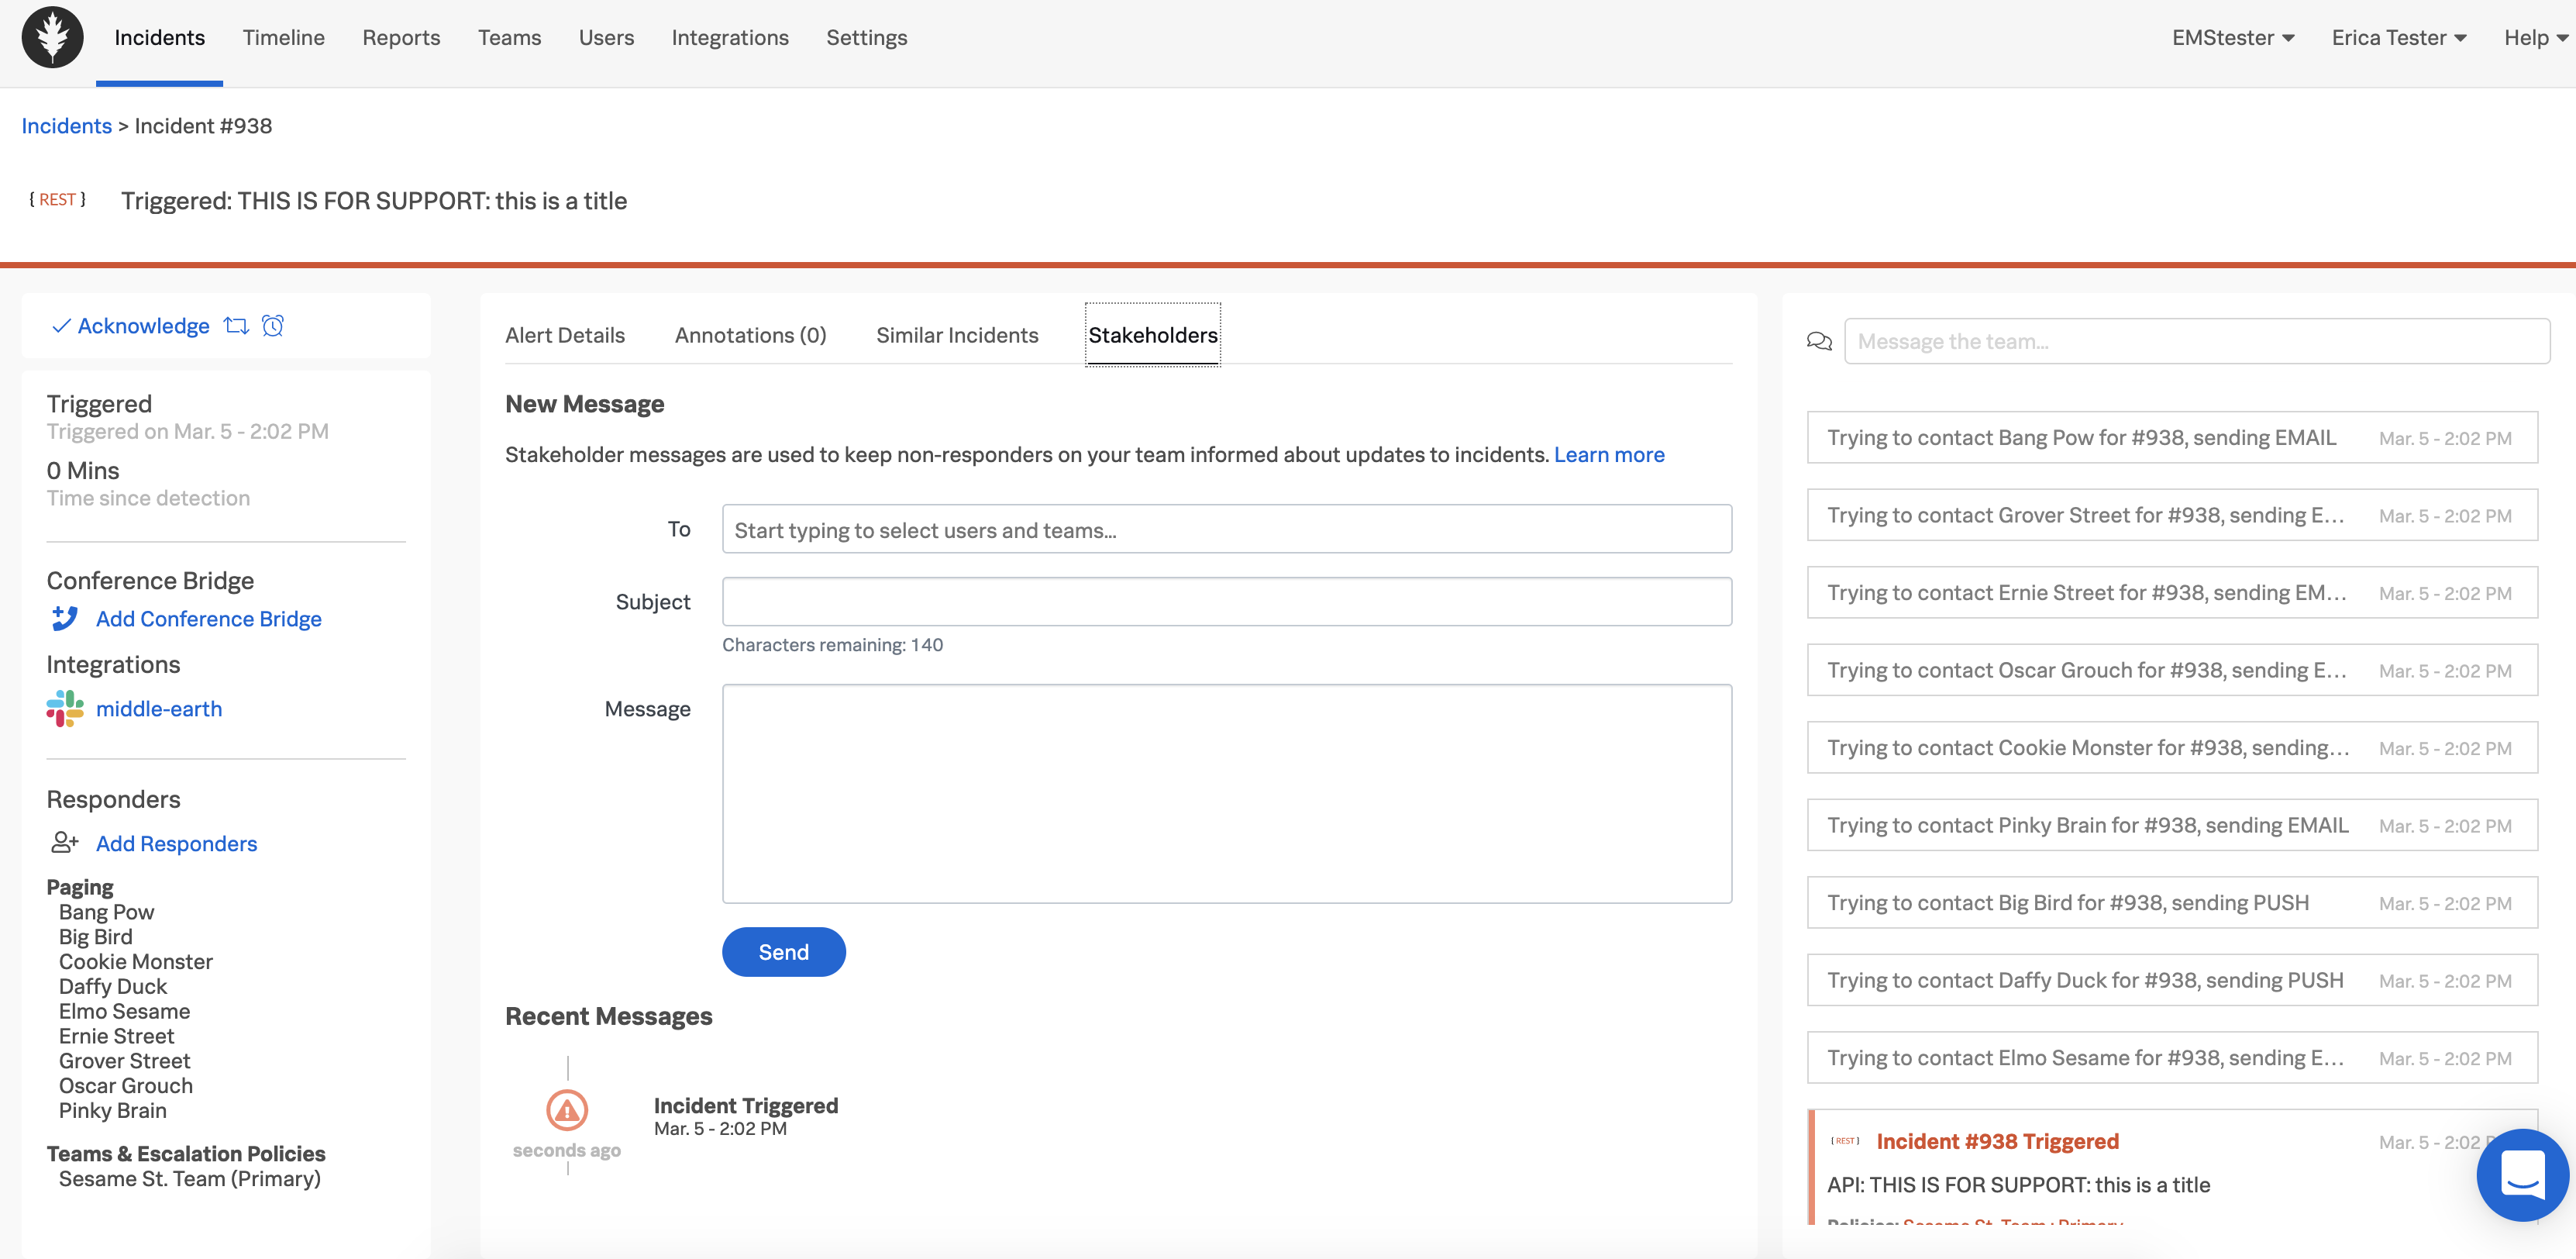 Incidents Timeline Reports Teams Users Integrations Settings EMStester Erica Tester Help
Incidents > Incident #938
{ REST } Triggered: THIS IS FOR SUPPORT: this is a title
Acknowledge
Triggered
Triggered on Mar. 5 - 2:02 PM
0 Mins
Time since detection
Conference Bridge
Add Conference Bridge
Integrations
middle-earth
Responders
Add Responders
Paging
Bang Pow
Big Bird
Cookie Monster
Daffy Duck
Elmo Sesame
Ernie Street
Grover Street
Oscar Grouch
Pinky Brain
Teams & Escalation Policies
Sesame St. Team (Primary)
Alert Details Annotations (0) Similar Incidents Stakeholders
New Message
Stakeholder messages are used to keep non-responders on your team informed about updates to incidents. Learn more
To Start typing to select users and teams...
Subject
Characters remaining: 140
Message
Send
Recent Messages
Incident Triggered
Mar. 5 - 2:02 PM
seconds ago
Message the team...
Trying to contact Bang Pow for #938, sending EMAIL Mar. 5 - 2:02 PM
Trying to contact Grover Street for #938, sending E... Mar. 5 - 2:02 PM
Trying to contact Ernie Street for #938, sending EM... Mar. 5 - 2:02 PM
Trying to contact Oscar Grouch for #938, sending E... Mar. 5 - 2:02 PM
Trying to contact Cookie Monster for #938, sending... Mar. 5 - 2:02 PM
Trying to contact Pinky Brain for #938, sending EMAIL Mar. 5 - 2:02 PM
Trying to contact Big Bird for #938, sending PUSH Mar. 5 - 2:02 PM
Trying to contact Daffy Duck for #938, sending PUSH Mar. 5 - 2:02 PM
Trying to contact Elmo Sesame for #938, sending E... Mar. 5 - 2:02 PM
{ REST } Incident #938 Triggered Mar. 5 - 2:02
API: THIS IS FOR SUPPORT: this is a title